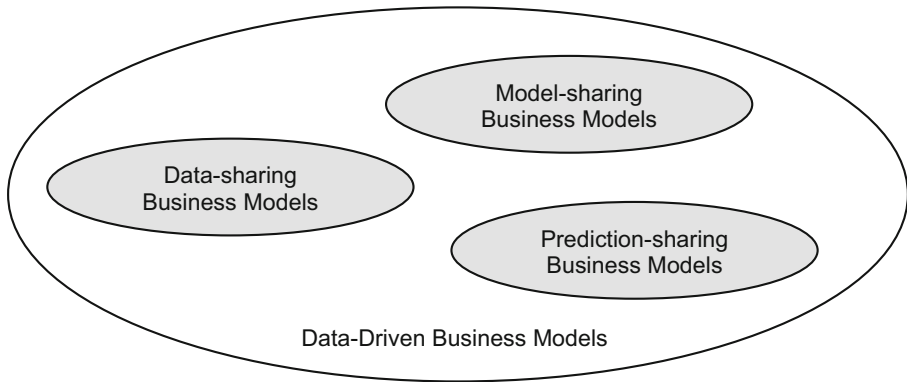 Model-sharing
Business Models
Data-sharing
Business Models
Prediction-sharing
Business Models
Data-Driven Business Models